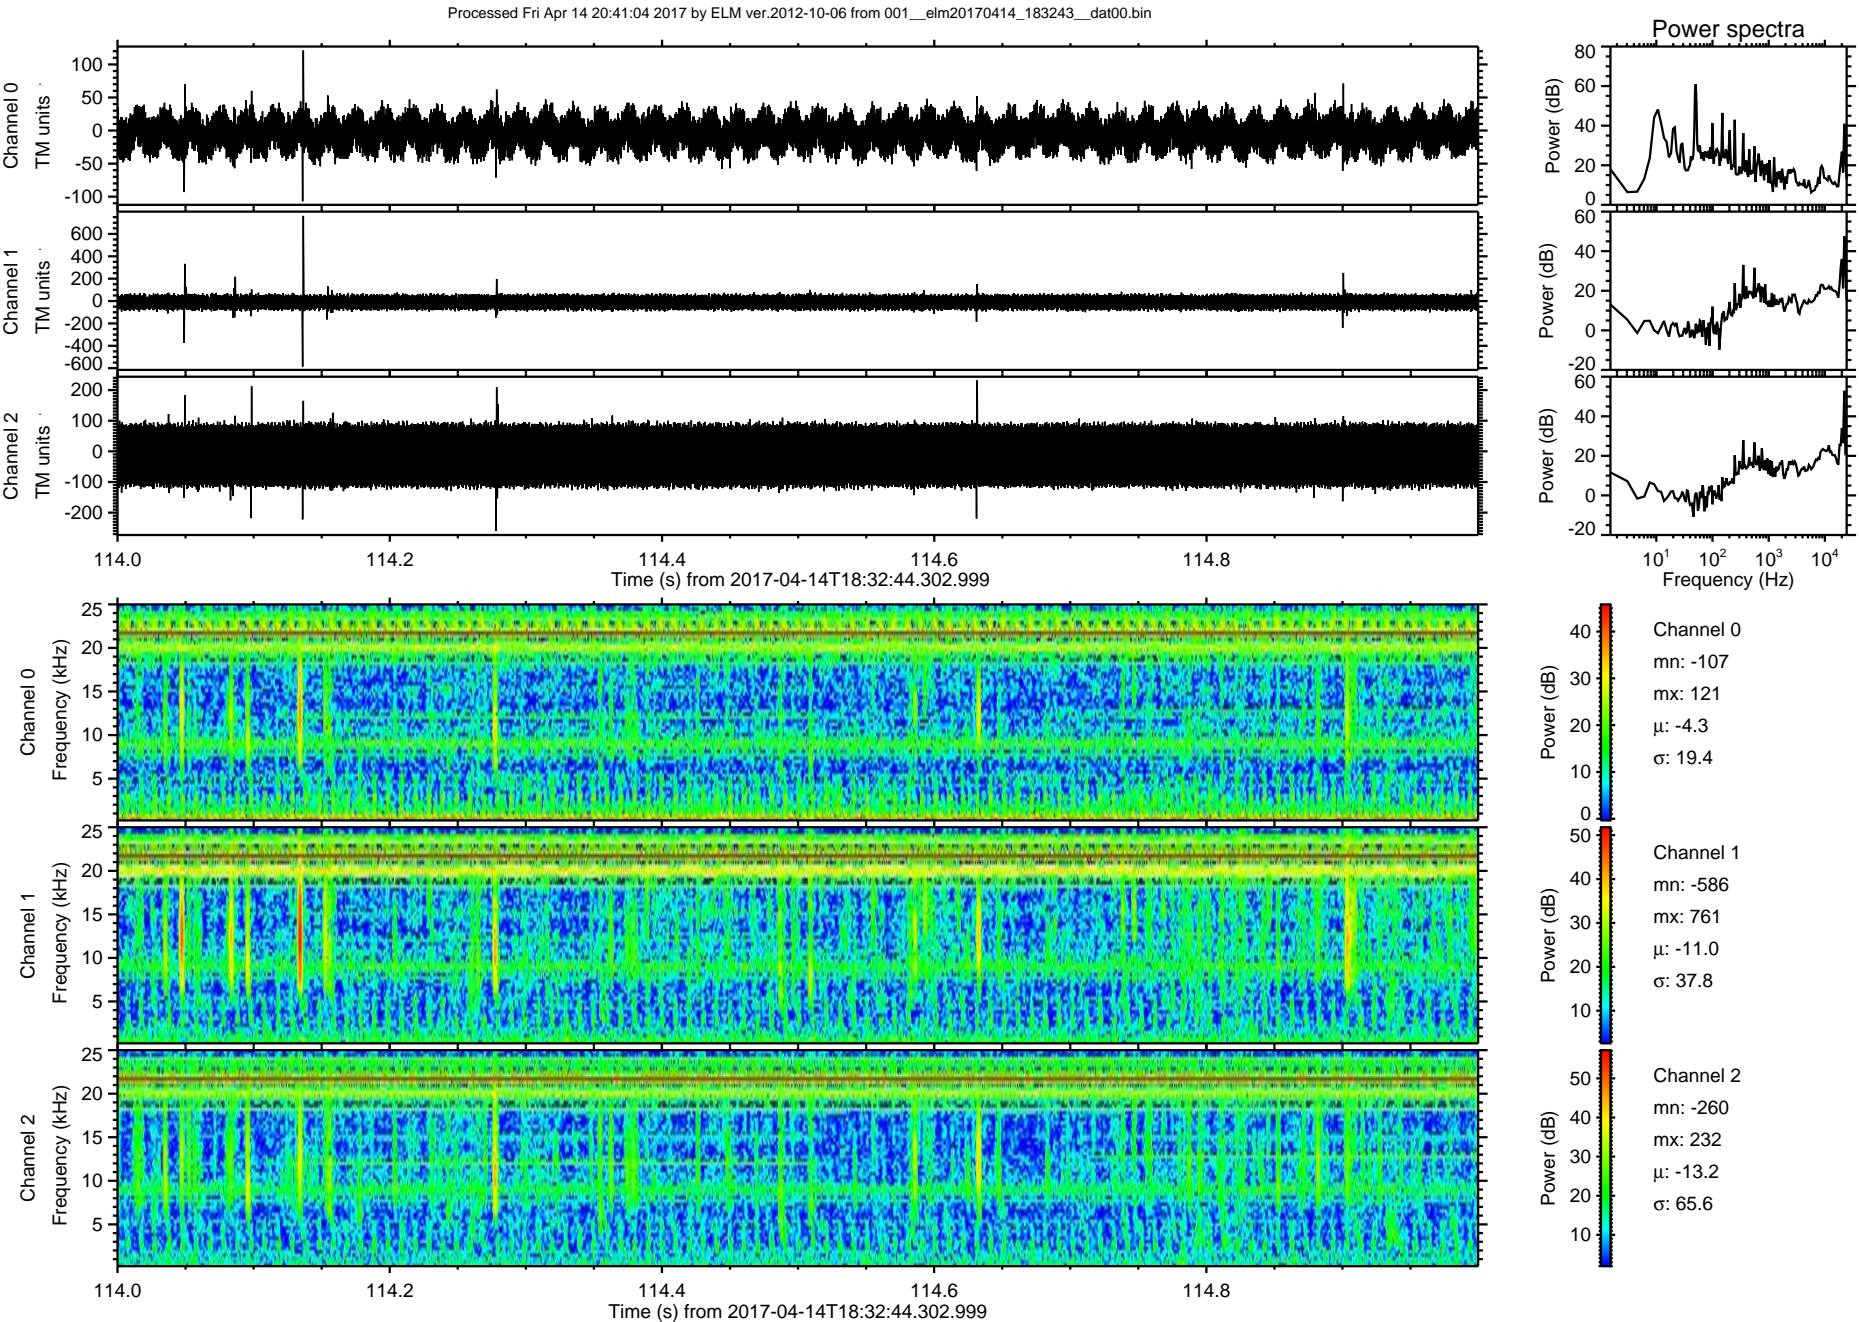 Processed Fri Apr 14 20:41:04 2017 by ELM ver.2012-10-06 from 001__elm20170414_183243__dat00.bin
Power spectra
Channel 0
TM units
100
50
0
-50
-100
Power (dB)
80
60
40
20
0
Channel 1
TM units
600
400
200
0
-200
-400
-600
Power (dB)
60
40
20
0
-20
Channel 2
TM units
200
100
0
-100
-200
Power (dB)
60
40
20
0
-20
114.0 114.2 114.4 114.6 114.8
Time (s) from 2017-04-14T18:32:44.302.999
10¹ 10² 10³ 10⁴
Frequency (Hz)
Channel 0
Frequency (kHz)
25
20
15
10
5
Power (dB)
40
30
20
10
0
Channel 0
mn: -107
mx: 121
μ: -4.3
σ: 19.4
Channel 1
Frequency (kHz)
25
20
15
10
5
Power (dB)
50
40
30
20
10
Channel 1
mn: -586
mx: 761
μ: -11.0
σ: 37.8
Channel 2
Frequency (kHz)
25
20
15
10
5
Power (dB)
50
40
30
20
10
Channel 2
mn: -260
mx: 232
μ: -13.2
σ: 65.6
114.0 114.2 114.4 114.6 114.8
Time (s) from 2017-04-14T18:32:44.302.999